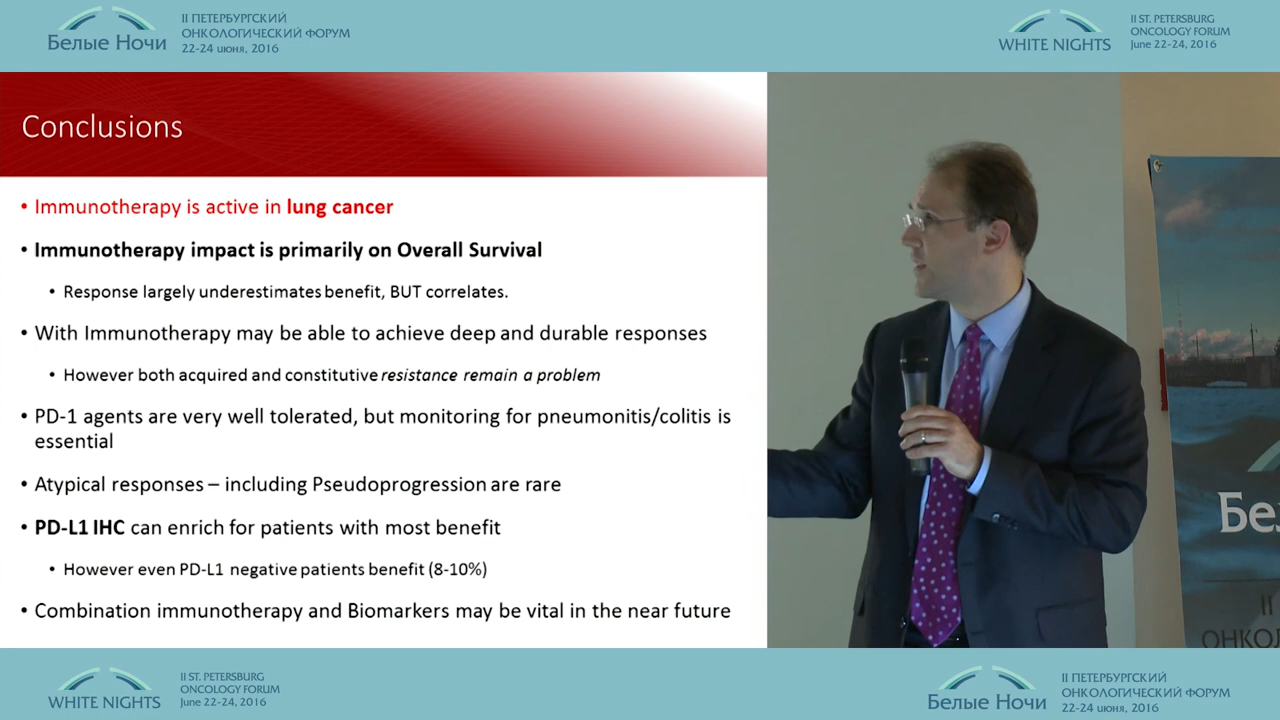 Белые Ночи
II ПЕТЕРБУРГСКИЙ
ОНКОЛОГИЧЕСКИЙ ФОРУМ
22-24 июня, 2016
WHITE NIGHTS
II ST. PETERSBURG
ONCOLOGY FORUM
June 22-24, 2016
Conclusions
• Immunotherapy is active in lung cancer
• Immunotherapy impact is primarily on Overall Survival
• Response largely underestimates benefit, BUT correlates.
• With Immunotherapy may be able to achieve deep and durable responses
• However both acquired and constitutive resistance remain a problem
• PD-1 agents are very well tolerated, but monitoring for pneumonitis/colitis is
essential
• Atypical responses – including Pseudoprogression are rare
• PD-L1 IHC can enrich for patients with most benefit
• However even PD-L1 negative patients benefit (8-10%)
• Combination immunotherapy and Biomarkers may be vital in the near future
Бе
II
ОНКО
WHITE NIGHTS
II ST. PETERSBURG
ONCOLOGY FORUM
June 22-24, 2016
Белые Ночи
II ПЕТЕРБУРГСКИЙ
ОНКОЛОГИЧЕСКИЙ ФОРУМ
22-24 июня, 2016